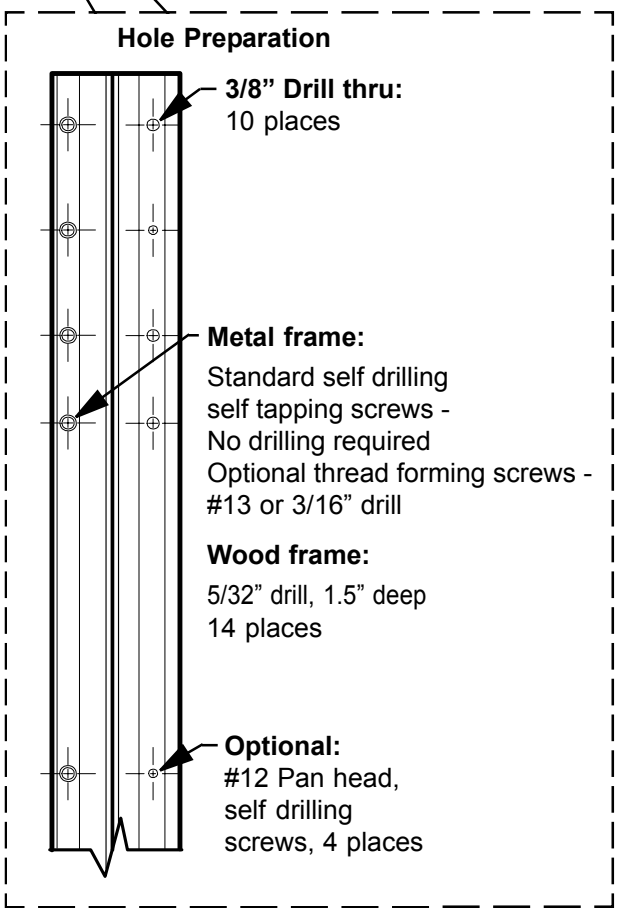 Hole Preparation
3/8” Drill thru:
10 places
Metal frame:
Standard self drilling
self tapping screws -
No drilling required
Optional thread forming screws -
#13 or 3/16” drill
Wood frame:
5/32” drill, 1.5” deep
14 places
Optional:
#12 Pan head,
self drilling
screws, 4 places